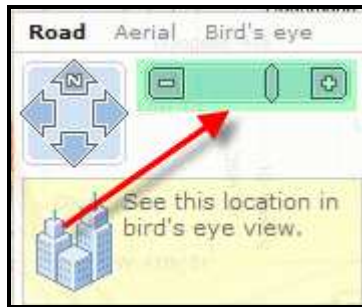 Road Aerial Bird's eye
N
See this location in
bird's eye view.